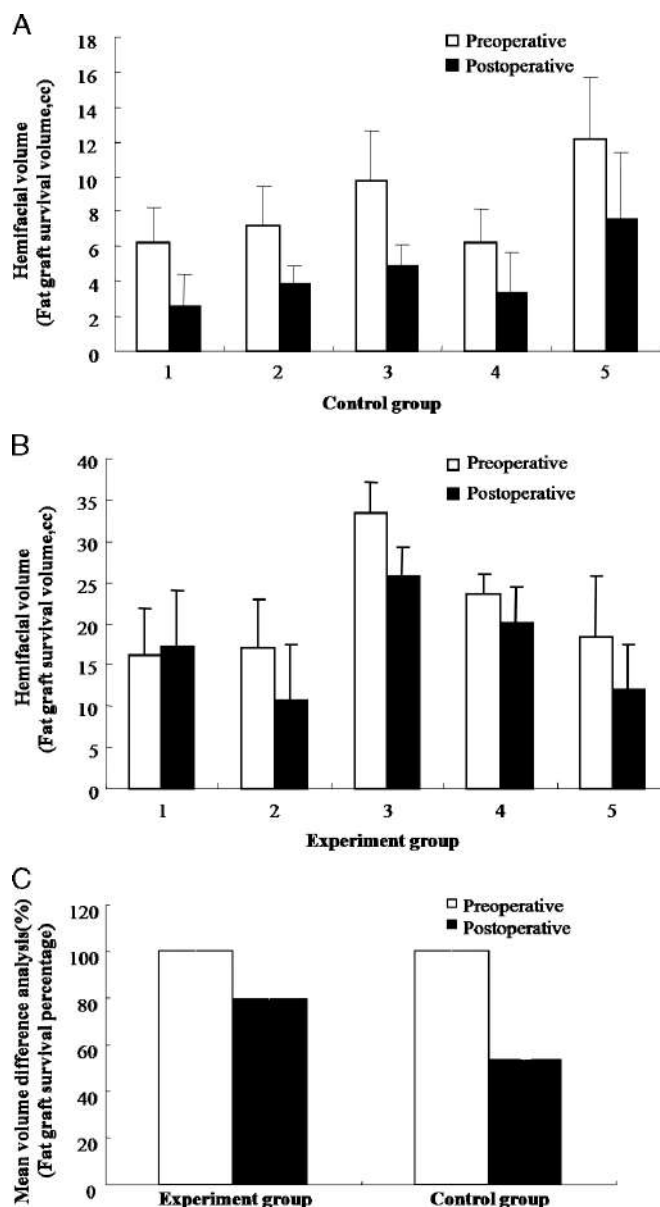 A
Hemifacial volume
(Fat graft survival volume,cc)
18
16
14
12
10
8
6
4
2
0
Preoperative
Postoperative
1 2 3 4 5
Control group
B
Hemifacial volume
(Fat graft survival volume,cc)
40
35
30
25
20
15
10
5
0
Preoperative
Postoperative
1 2 3 4 5
Experiment group
C
Mean volume difference analysis(%)
(Fat graft survival percentage)
120
100
80
60
40
20
0
Preoperative
Postoperative
Experiment group Control group